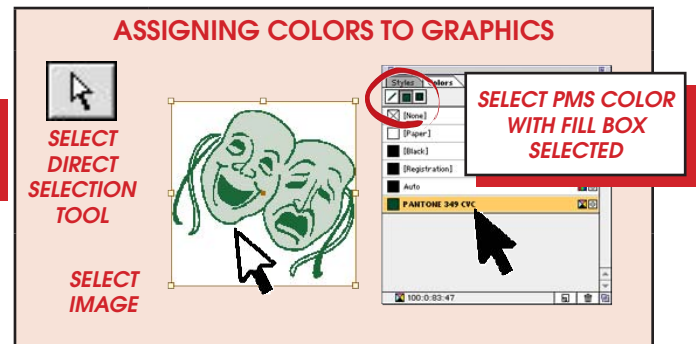 ASSIGNING COLORS TO GRAPHICS
SELECT
DIRECT
SELECTION
TOOL
SELECT
IMAGE
Styles Colors
[None]
[Paper]
[Black]
[Registration]
Auto
PANTONE 349 CVC
100:0:83:47
SELECT PMS COLOR
WITH FILL BOX
SELECTED